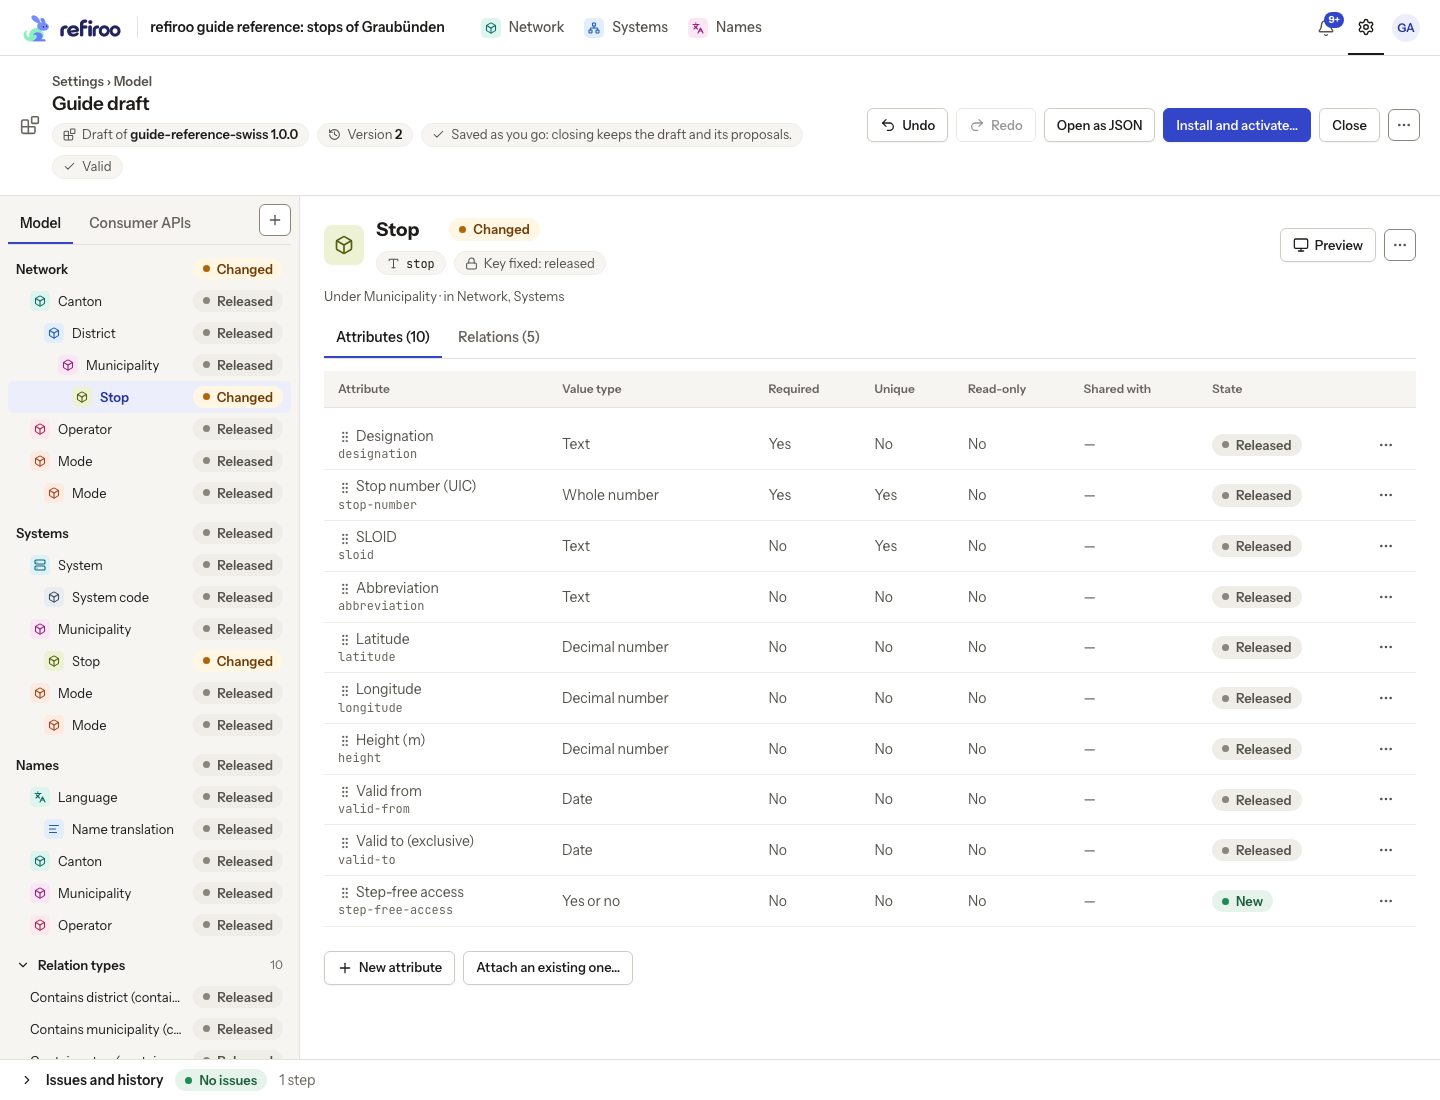 refiroo
refiroo guide reference: stops of Graubünden
Network
Systems
Names
9+
GA
Settings › Model
Guide draft
Draft of guide-reference-swiss 1.0.0
Version 2
Saved as you go: closing keeps the draft and its proposals.
Valid
Undo
Redo
Open as JSON
Install and activate...
Close
Model
Consumer APIs
Network Changed
Canton Released
District Released
Municipality Released
Stop Changed
Operator Released
Mode Released
Mode Released
Systems Released
System Released
System code Released
Municipality Released
Stop Changed
Mode Released
Mode Released
Names Released
Language Released
Name translation Released
Canton Released
Municipality Released
Operator Released
Relation types 10
Contains district (contai... Released
Contains municipality (c... Released
Stop
Changed
stop
Key fixed: released
Preview
Under Municipality · in Network, Systems
Attributes (10)
Relations (5)
Attribute Value type Required Unique Read-only Shared with State
Designation
designation
Text Yes No No — Released
Stop number (UIC)
stop-number
Whole number Yes Yes No — Released
SLOID
sloid
Text No Yes No — Released
Abbreviation
abbreviation
Text No No No — Released
Latitude
latitude
Decimal number No No No — Released
Longitude
longitude
Decimal number No No No — Released
Height (m)
height
Decimal number No No No — Released
Valid from
valid-from
Date No No No — Released
Valid to (exclusive)
valid-to
Date No No No — Released
Step-free access
step-free-access
Yes or no No No No — New
New attribute
Attach an existing one...
Issues and history
No issues
1 step